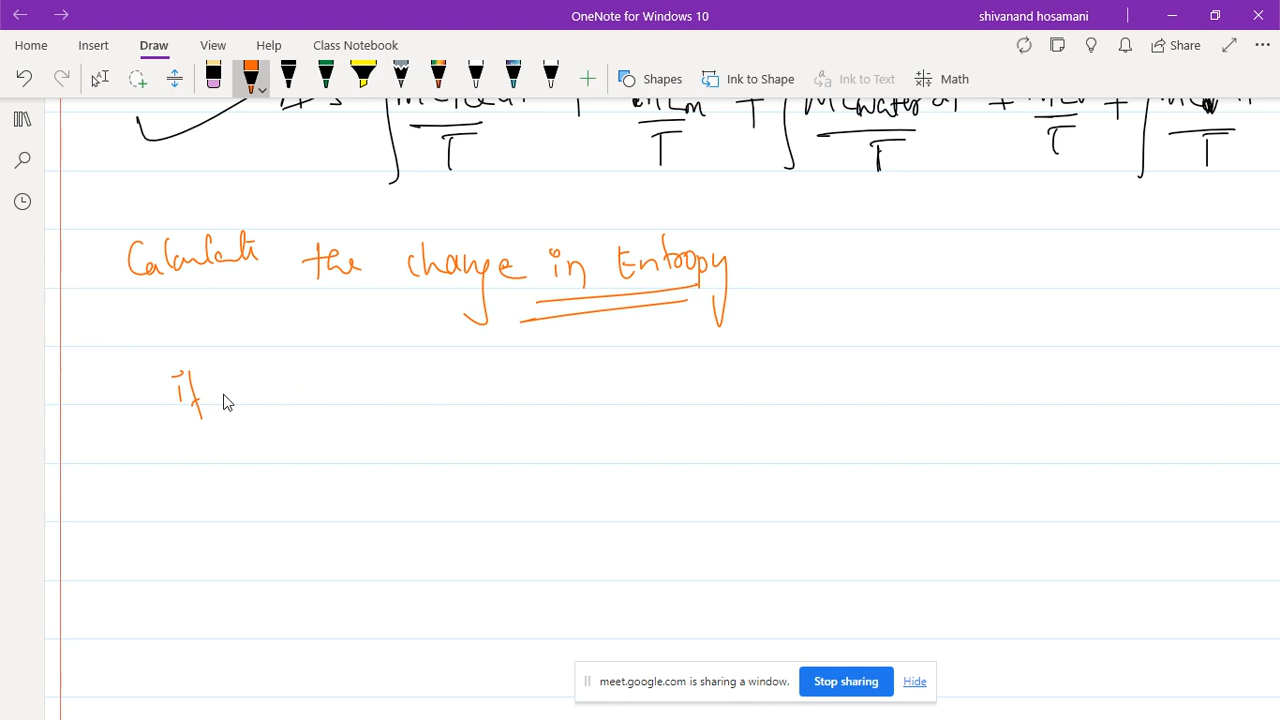 OneNote for Windows 10
shivanand hosamani
Home Insert Draw View Help Class Notebook Share
Shapes Ink to Shape Ink to Text Math
T T T T T
Calculate the change in Entropy
if
meet.google.com is sharing a window. Stop sharing Hide